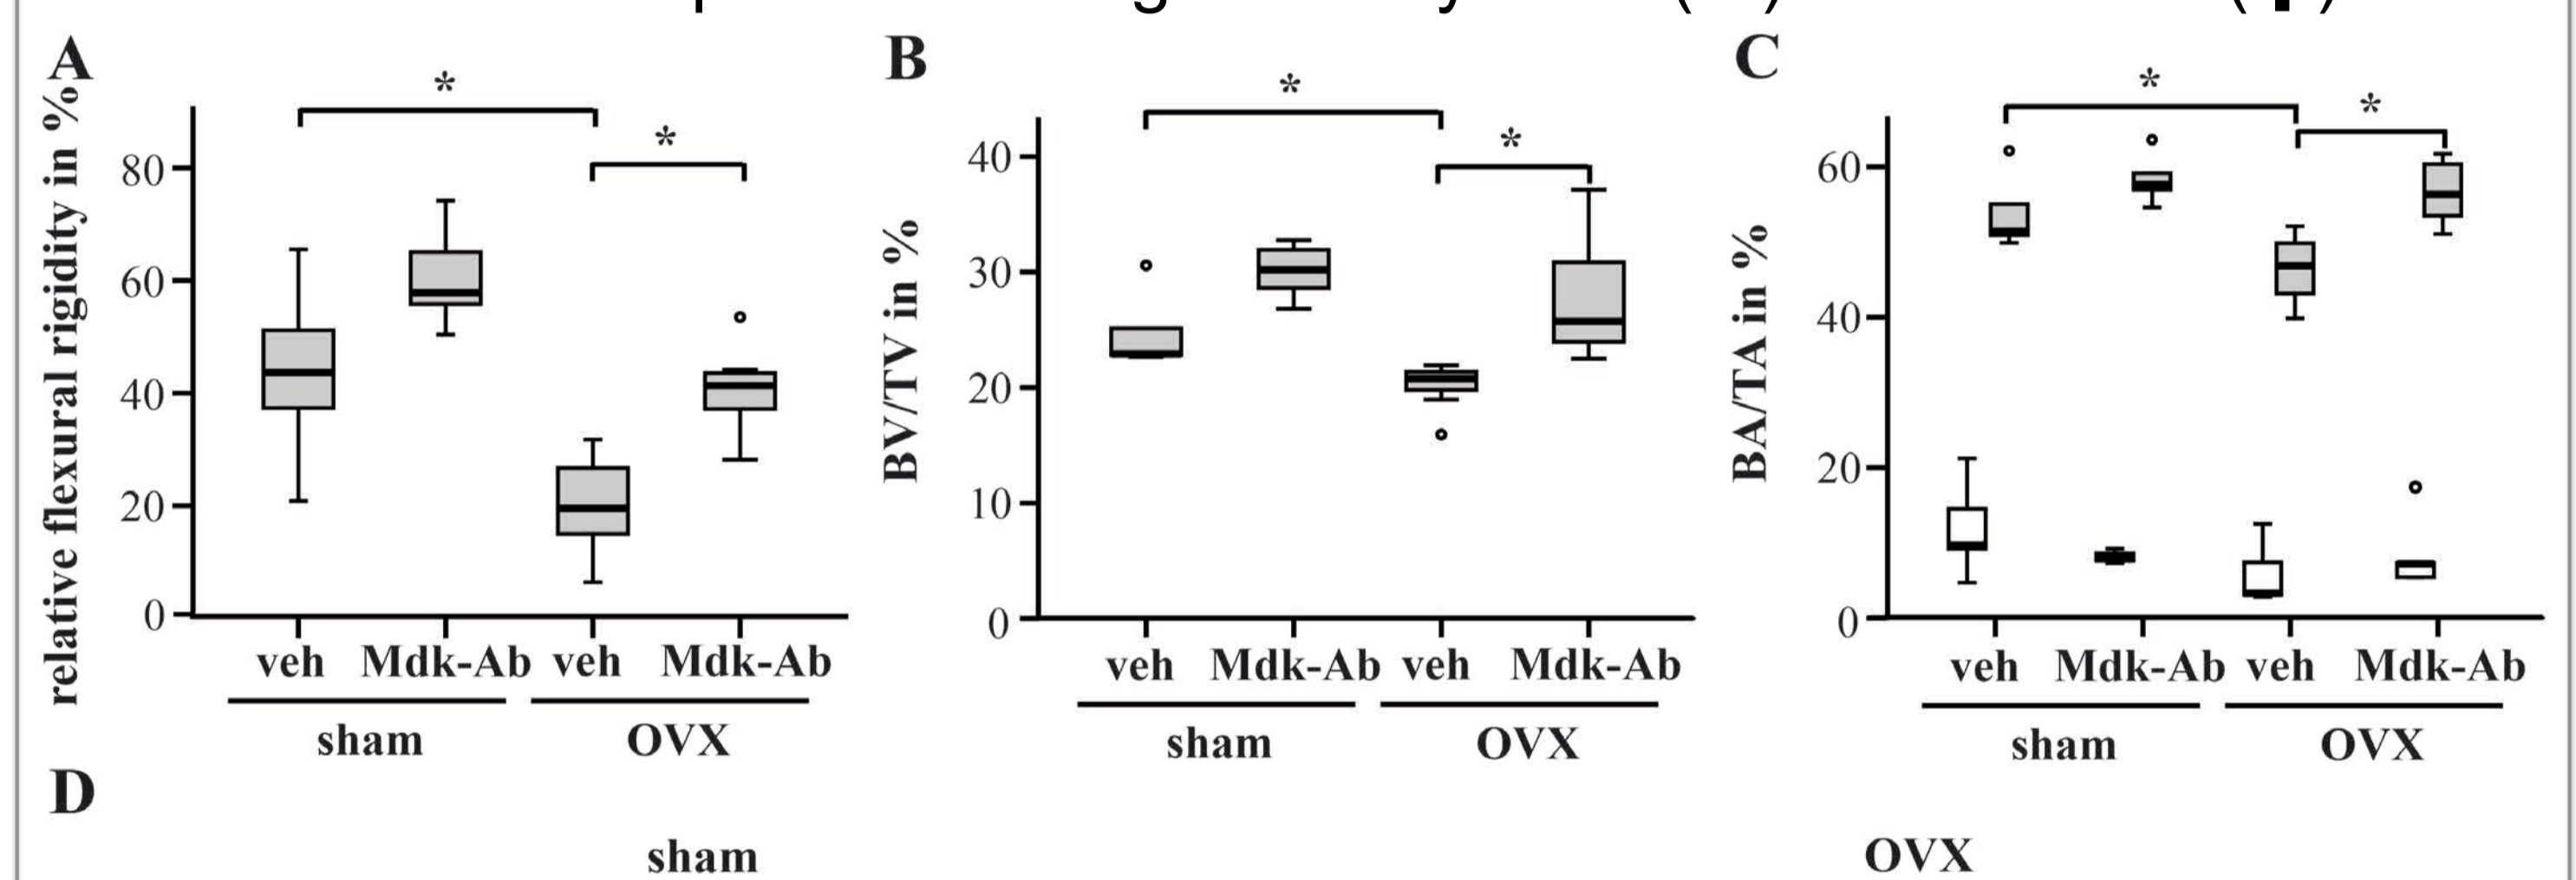 A
relative flexural rigidity in %
80
60
40
20
0
*
*
veh Mdk-Ab veh Mdk-Ab
sham OVX
B
BV/TV in %
40
30
20
10
0
*
*
veh Mdk-Ab veh Mdk-Ab
sham OVX
C
BA/TA in %
60
40
20
0
*
*
veh Mdk-Ab veh Mdk-Ab
sham OVX
D
sham OVX